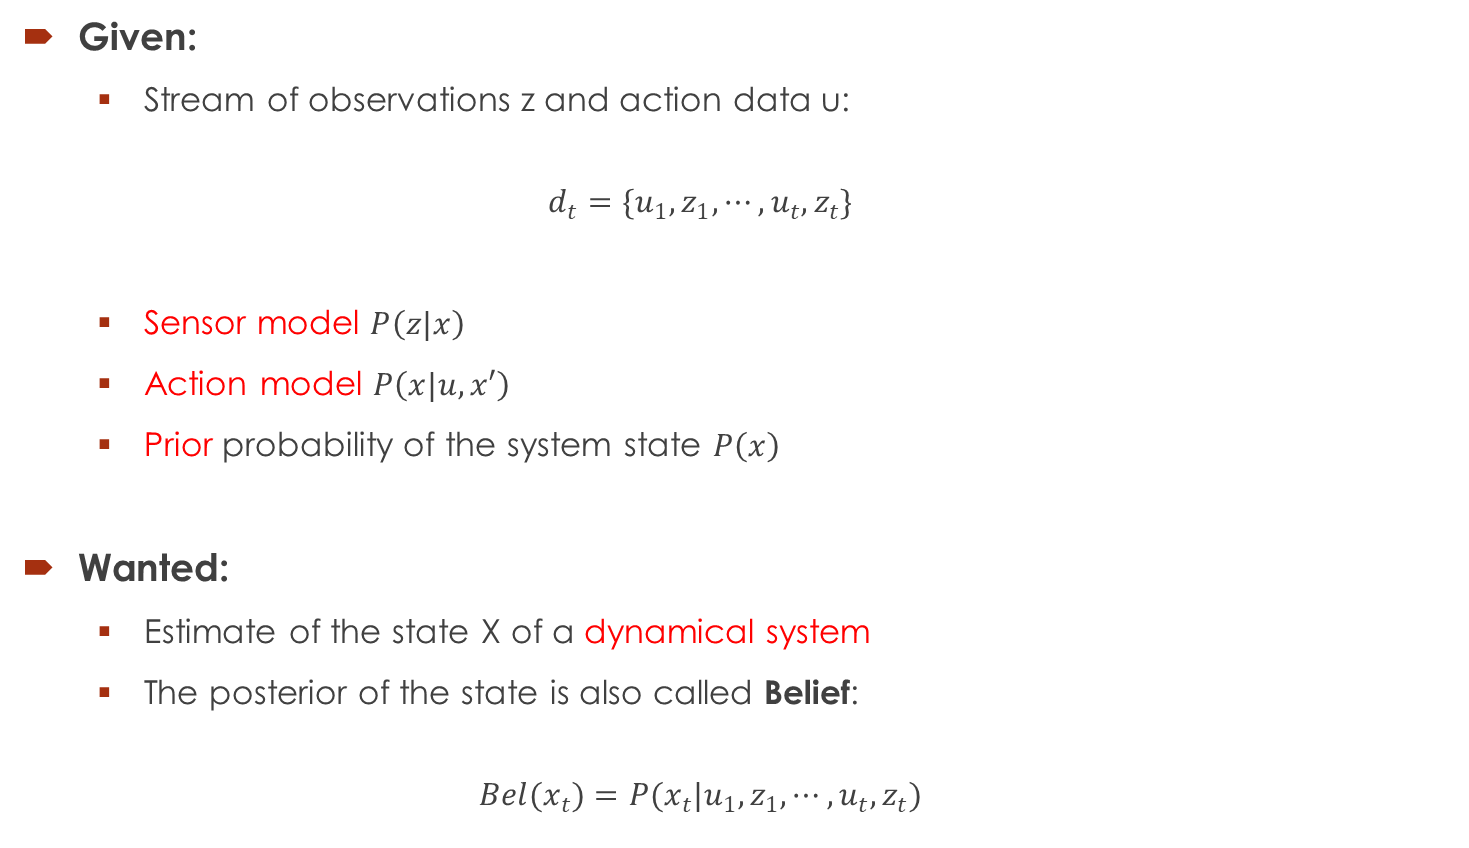 Given:
Stream of observations z and action data u:
d_t = {u_1, z_1, ⋯ , u_t, z_t}
Sensor model P(z|x)
Action model P(x|u, x′)
Prior probability of the system state P(x)
Wanted:
Estimate of the state X of a dynamical system
The posterior of the state is also called Belief:
Bel(x_t) = P(x_t|u_1, z_1, ⋯ , u_t, z_t)